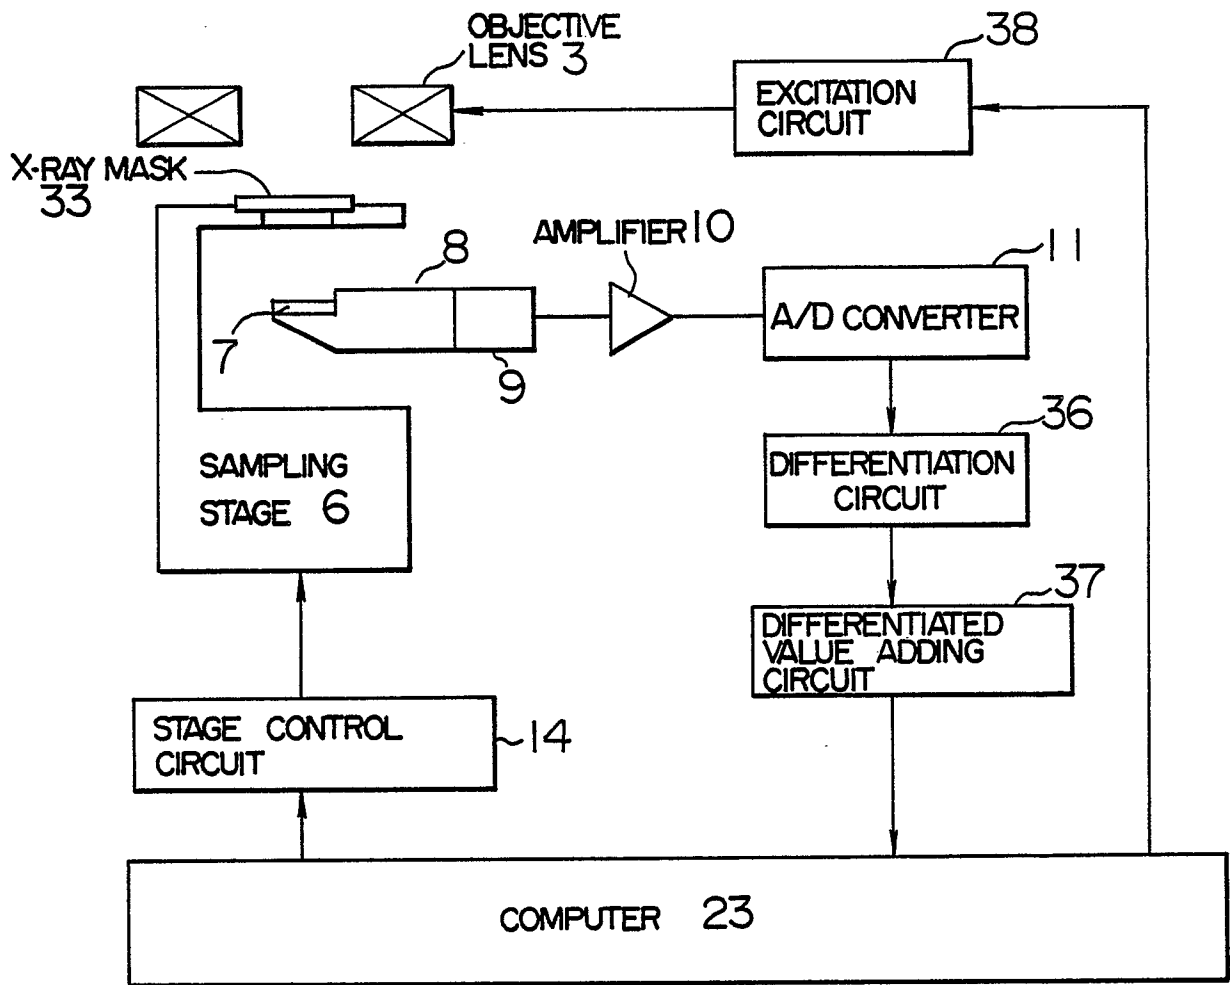 OBJECTIVE
LENS 3
38
EXCITATION
CIRCUIT
X-RAY MASK
33
AMPLIFIER 10
8
11
A/D CONVERTER
7
9
36
DIFFERENTIATION
CIRCUIT
SAMPLING
STAGE 6
37
DIFFERENTIATED
VALUE ADDING
CIRCUIT
STAGE CONTROL
CIRCUIT
14
COMPUTER 23